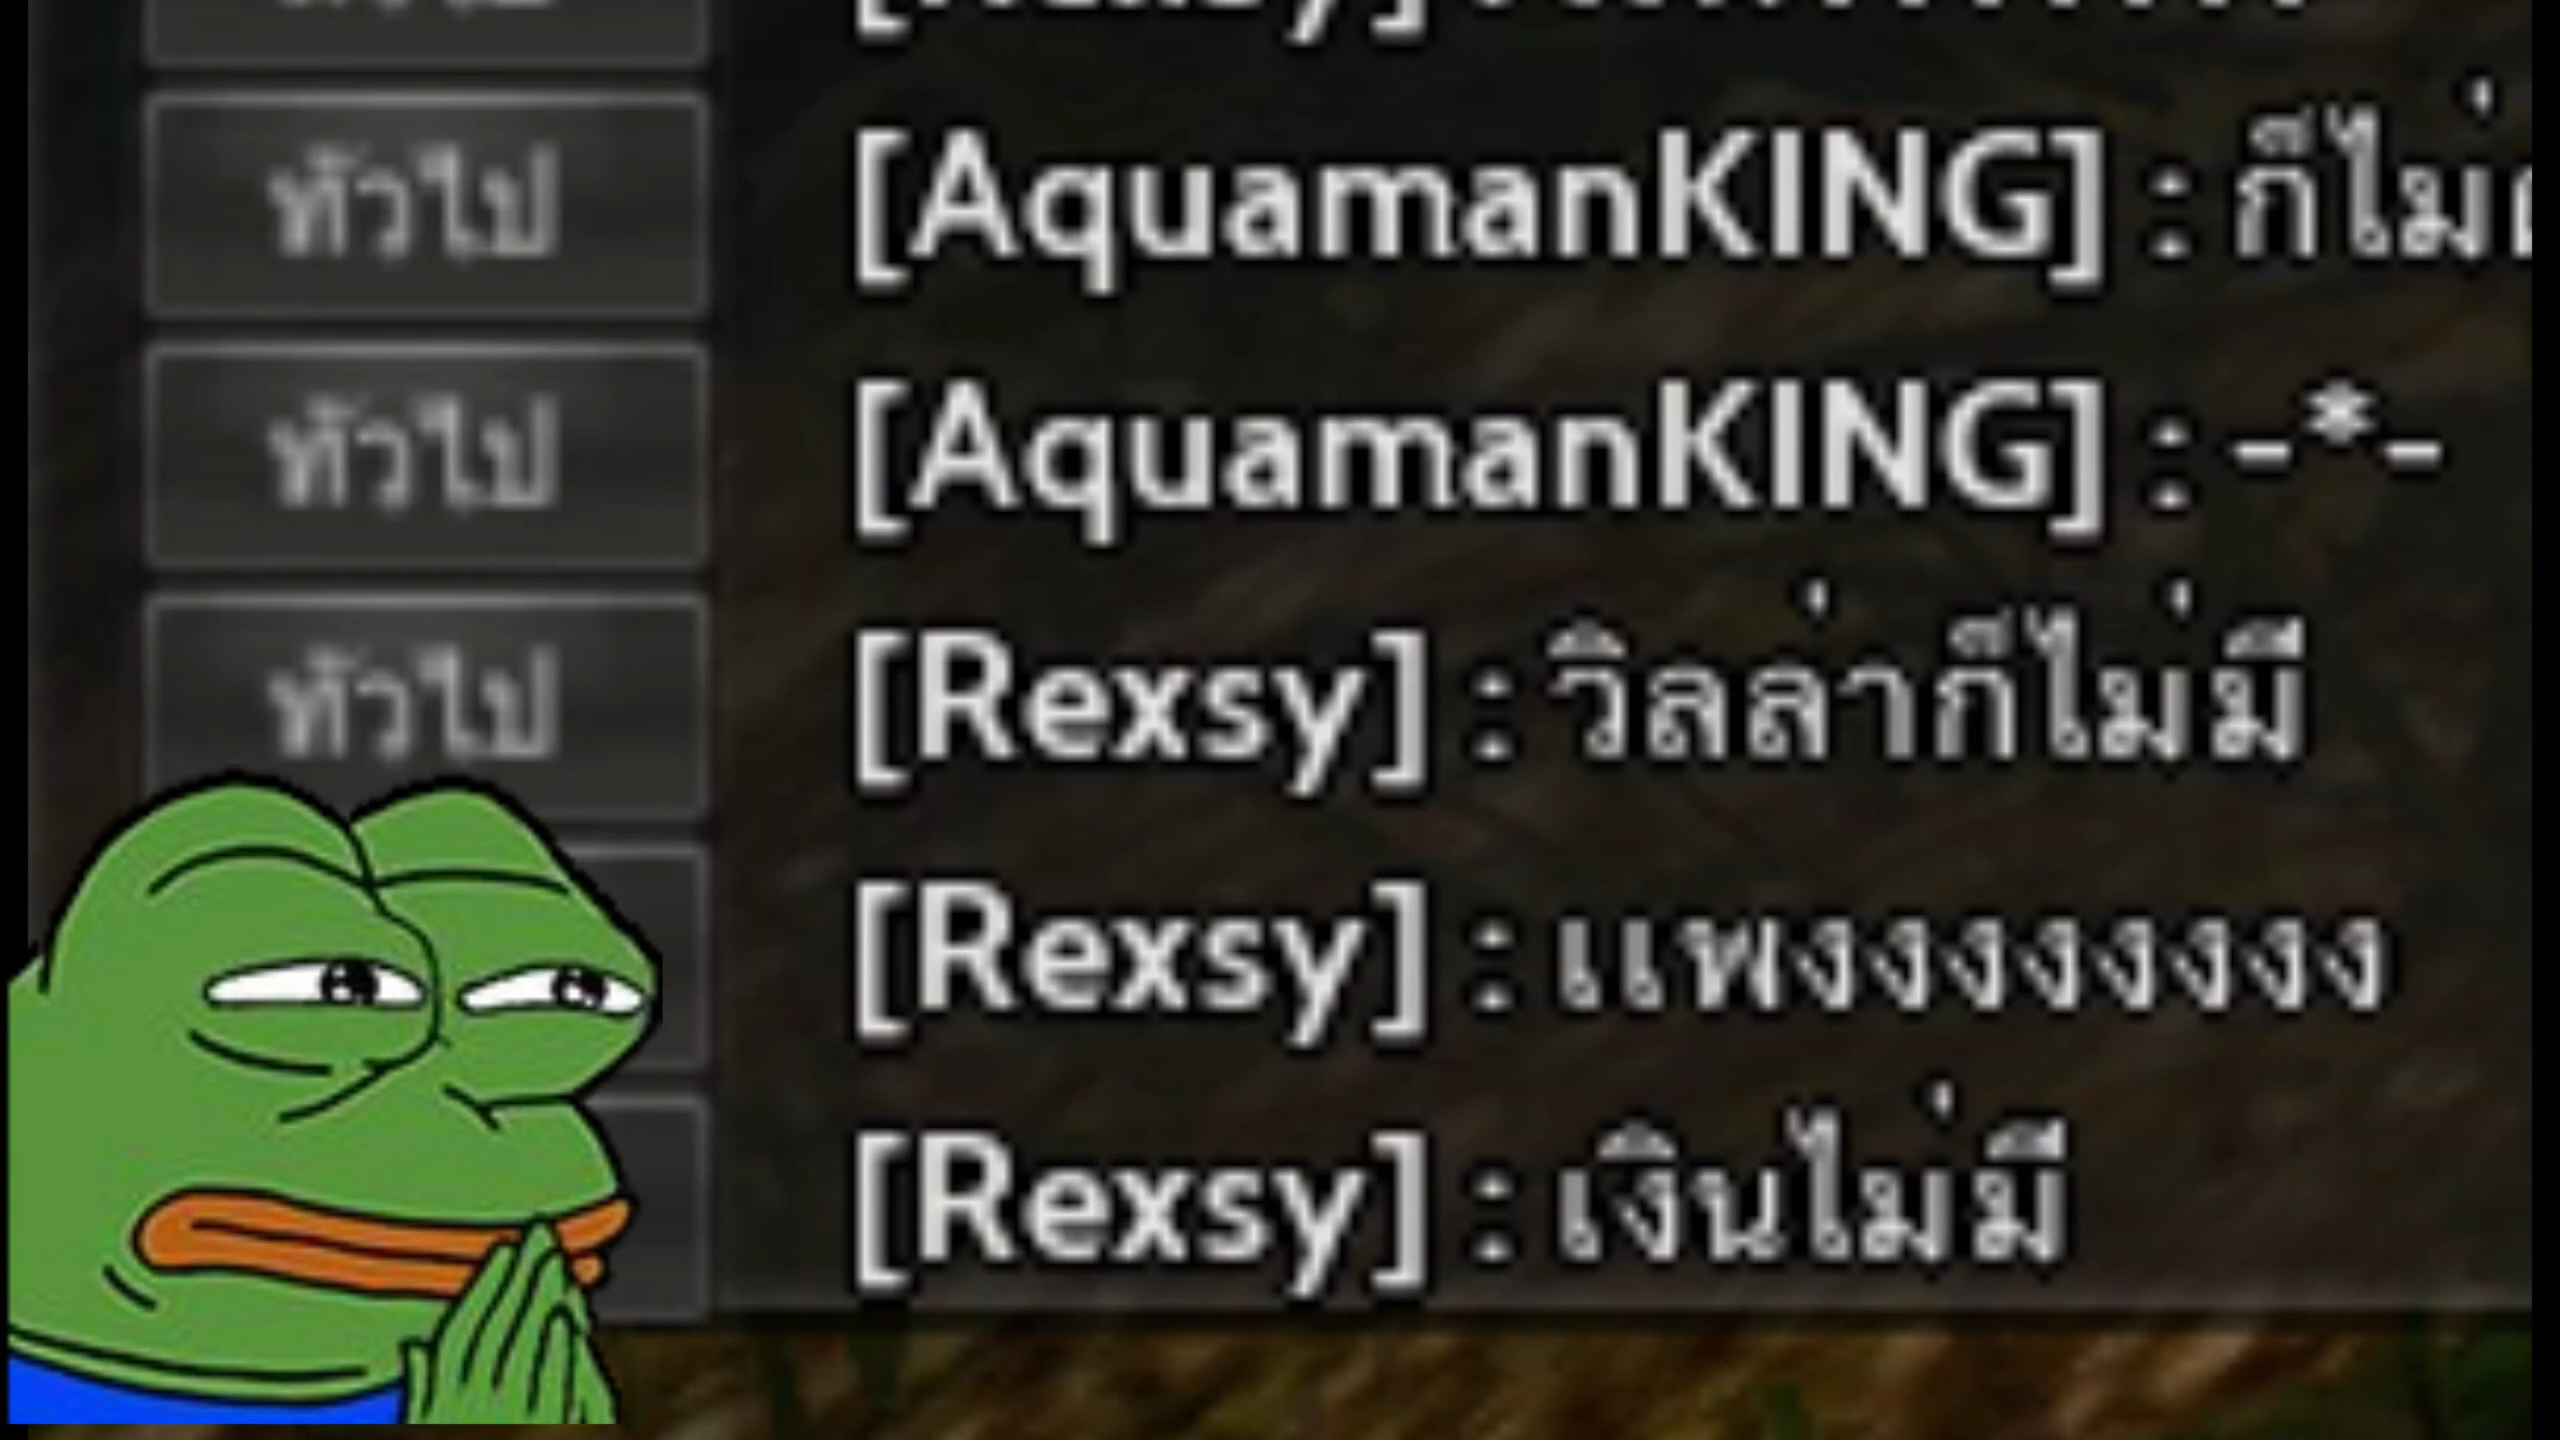 ทั่วไป [AquamanKING] : ก็ไม่
ทั่วไป [AquamanKING] : -*-
ทั่วไป [Rexsy] : วิลล่าก็ไม่มี
[Rexsy] : แพงงงงงงงงง
[Rexsy] : เงินไม่มี